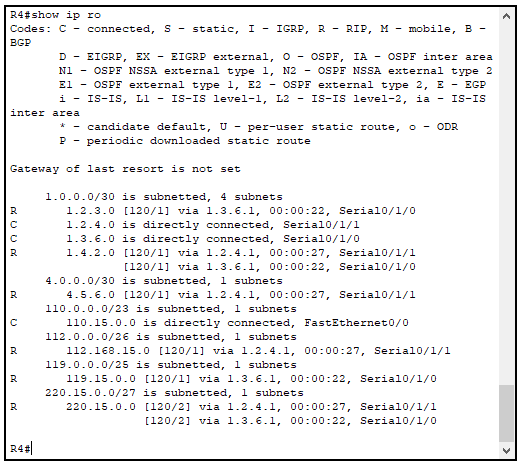 R4#show ip ro
Codes: C - connected, S - static, I - IGRP, R - RIP, M - mobile, B -
BGP
       D - EIGRP, EX - EIGRP external, O - OSPF, IA - OSPF inter area
       N1 - OSPF NSSA external type 1, N2 - OSPF NSSA external type 2
       E1 - OSPF external type 1, E2 - OSPF external type 2, E - EGP
       i - IS-IS, L1 - IS-IS level-1, L2 - IS-IS level-2, ia - IS-IS
inter area
       * - candidate default, U - per-user static route, o - ODR
       P - periodic downloaded static route
Gateway of last resort is not set
     1.0.0.0/30 is subnetted, 4 subnets
R       1.2.3.0 [120/1] via 1.3.6.1, 00:00:22, Serial0/1/0
C       1.2.4.0 is directly connected, Serial0/1/1
C       1.3.6.0 is directly connected, Serial0/1/0
R       1.4.2.0 [120/1] via 1.2.4.1, 00:00:27, Serial0/1/1
                [120/1] via 1.3.6.1, 00:00:22, Serial0/1/0
     4.0.0.0/30 is subnetted, 1 subnets
R       4.5.6.0 [120/1] via 1.2.4.1, 00:00:27, Serial0/1/1
     110.0.0.0/23 is subnetted, 1 subnets
C       110.15.0.0 is directly connected, FastEthernet0/0
     112.0.0.0/26 is subnetted, 1 subnets
R       112.168.15.0 [120/1] via 1.2.4.1, 00:00:27, Serial0/1/1
     119.0.0.0/25 is subnetted, 1 subnets
R       119.15.0.0 [120/1] via 1.3.6.1, 00:00:22, Serial0/1/0
     220.15.0.0/27 is subnetted, 1 subnets
R       220.15.0.0 [120/2] via 1.2.4.1, 00:00:27, Serial0/1/1
                   [120/2] via 1.3.6.1, 00:00:22, Serial0/1/0
R4#